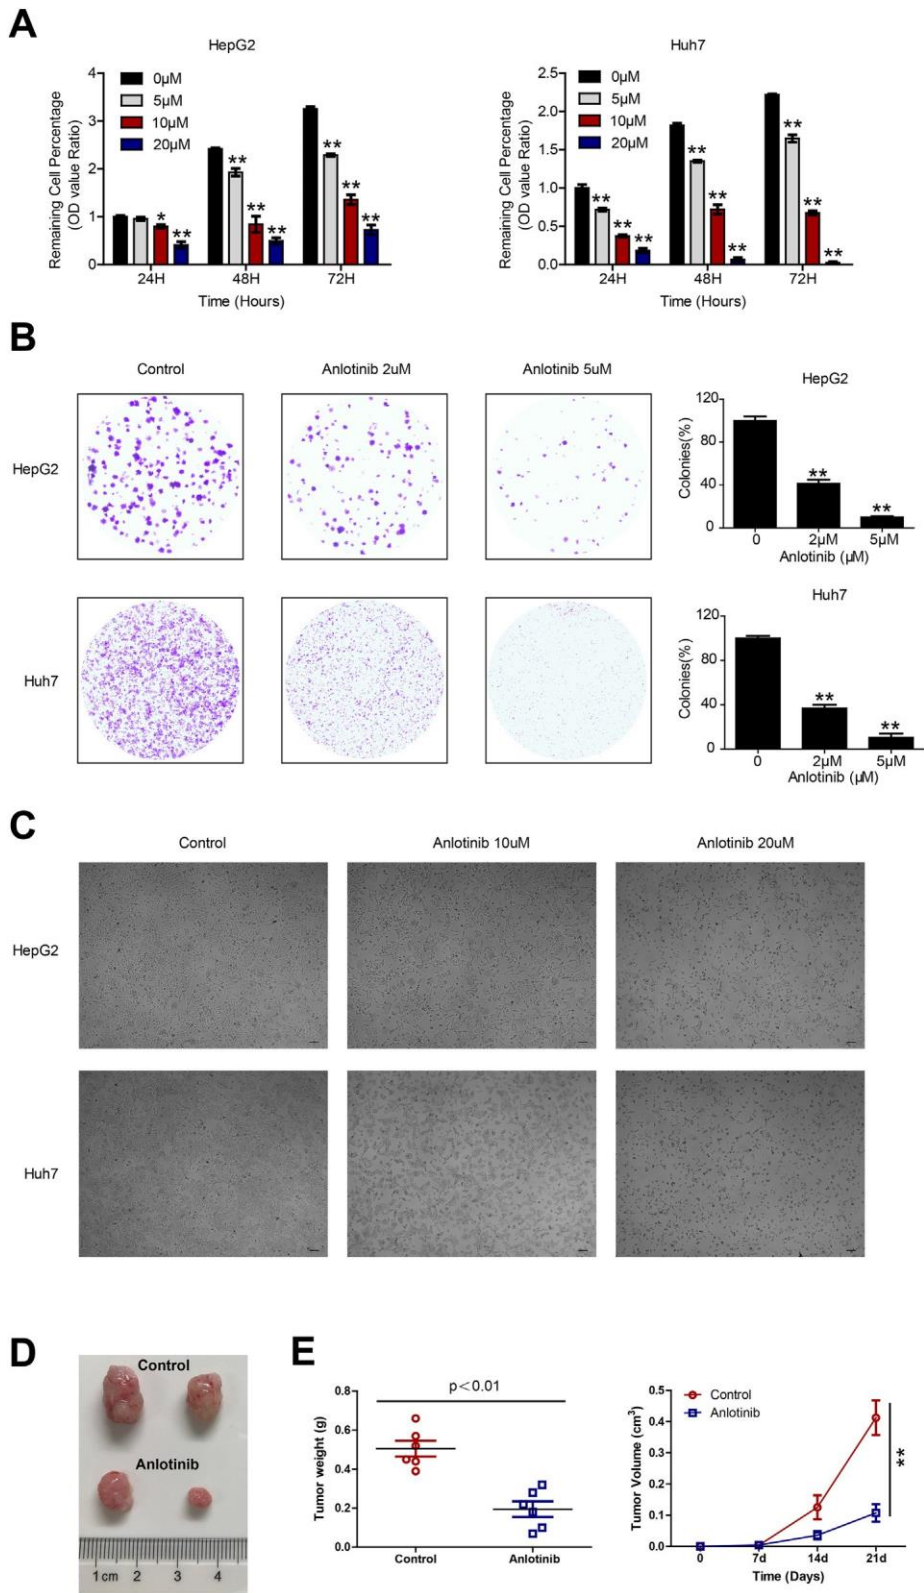 A
HepG2
Remaining Cell Percentage
(OD value Ratio)
4
3
2
1
0
0μM
5μM
10μM
20μM
*
**
**
**
**
**
**
**
24H
48H
72H
Time (Hours)
Huh7
Remaining Cell Percentage
(OD value Ratio)
2.5
2.0
1.5
1.0
0.5
0.0
0μM
5μM
10μM
20μM
**
**
**
**
**
**
**
**
**
24H
48H
72H
Time (Hours)
B
Control
Anlotinib 2uM
Anlotinib 5uM
HepG2
HepG2
Colonies(%)
120
80
40
0
**
**
0
2μM
5μM
Anlotinib (μM)
Huh7
Huh7
Colonies(%)
120
80
40
0
**
**
0
2μM
5μM
Anlotinib (μM)
C
Control
Anlotinib 10uM
Anlotinib 20uM
HepG2
Huh7
D
Control
Anlotinib
1 cm 2 3 4
E
p<0.01
Tumor weight (g)
0.8
0.6
0.4
0.2
0.0
Control
Anlotinib
Tumor Volume (cm³)
0.5
0.4
0.3
0.2
0.1
0.0
Control
Anlotinib
**
0
7d
14d
21d
Time (Days)